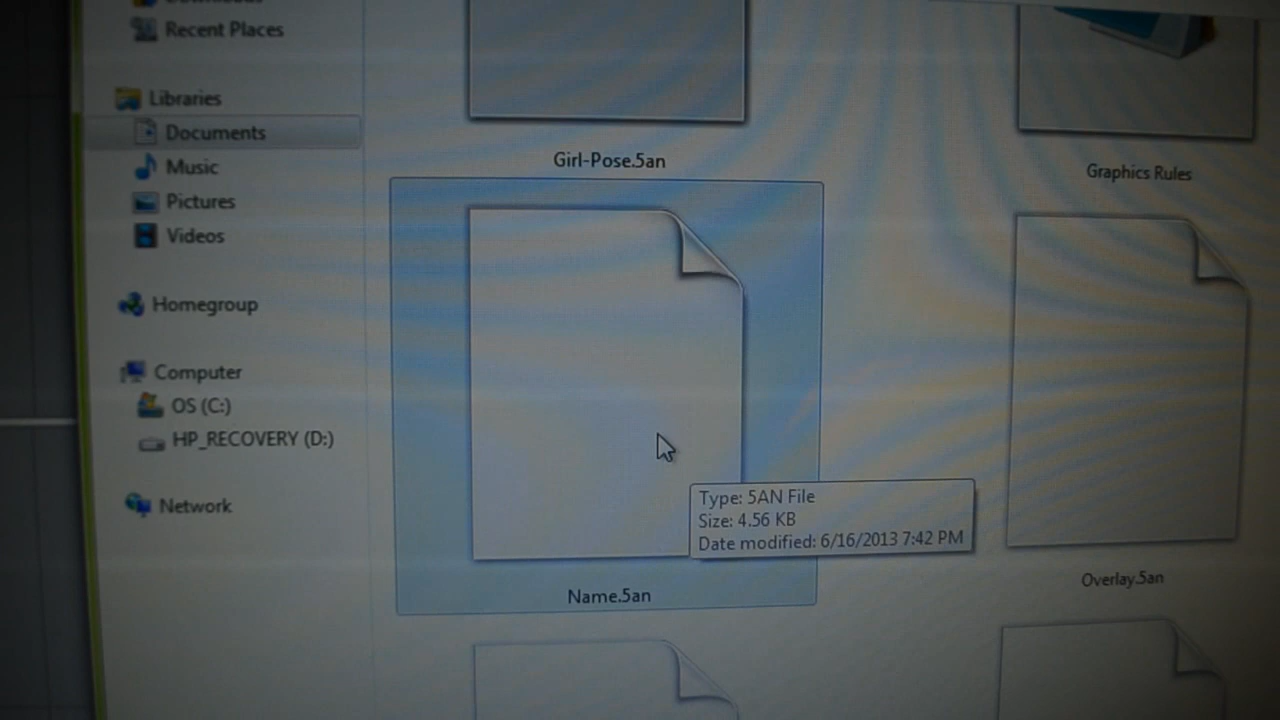 Downloads
Recent Places
Libraries
Documents
Music
Pictures
Videos
Homegroup
Computer
OS (C:)
HP_RECOVERY (D:)
Network
Girl-Pose.5an
Graphics Rules
Type: 5AN File
Size: 4.56 KB
Date modified: 6/16/2013 7:42 PM
Name.5an
Overlay.5an